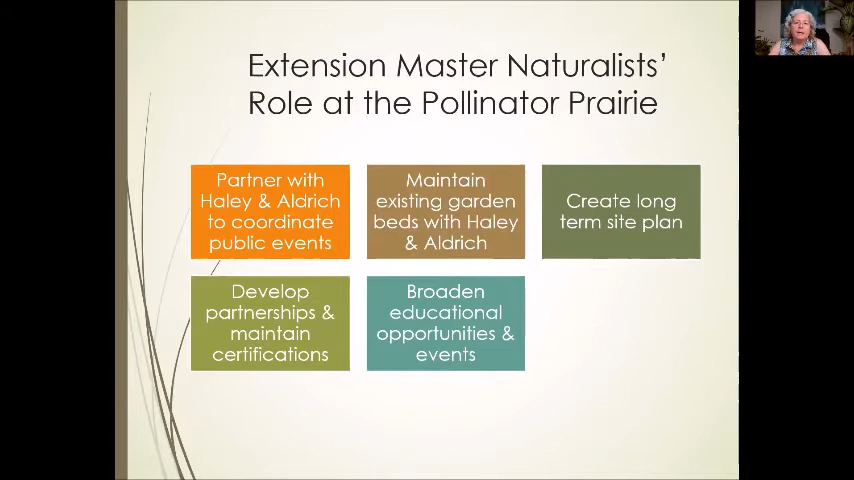 Extension Master Naturalists’
Role at the Pollinator Prairie
Partner with
Haley & Aldrich
to coordinate
public events
Maintain
existing garden
beds with Haley
& Aldrich
Create long
term site plan
Develop
partnerships &
maintain
certifications
Broaden
educational
opportunities &
events